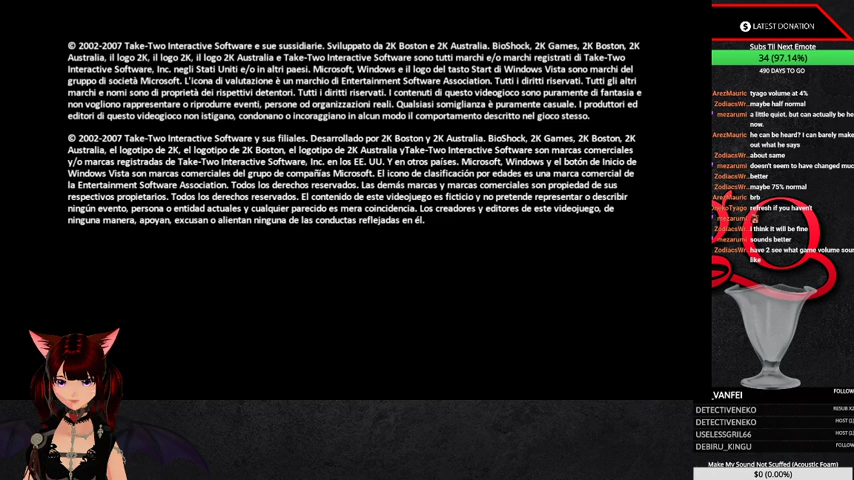 © 2002-2007 Take-Two Interactive Software e sue sussidiarie. Sviluppato da 2K Boston e 2K Australia. BioShock, 2K Games, 2K Boston, 2K
Australia, il logo 2K, il logo 2K, il logo 2K Australia e Take-Two Interactive Software sono tutti marchi e/o marchi registrati di Take-Two
Interactive Software, Inc. negli Stati Uniti e/o in altri paesi. Microsoft, Windows e il logo del tasto Start di Windows Vista sono marchi del
gruppo di società Microsoft. L'icona di valutazione è un marchio di Entertainment Software Association. Tutti i diritti riservati. Tutti gli altri
marchi e nomi sono di proprietà dei rispettivi detentori. Tutti i diritti riservati. I contenuti di questo videogioco sono puramente di fantasia e
non vogliono rappresentare o riprodurre eventi, persone od organizzazioni reali. Qualsiasi somiglianza è puramente casuale. I produttori ed
editori di questo videogioco non istigano, condonano o incoraggiano in alcun modo il comportamento descritto nel gioco stesso.
© 2002-2007 Take-Two Interactive Software y sus filiales. Desarrollado por 2K Boston y 2K Australia. BioShock, 2K Games, 2K Boston, 2K
Australia, el logotipo de 2K, el logotipo de 2K Boston, el logotipo de 2K Australia yTake-Two Interactive Software son marcas comerciales
y/o marcas registradas de Take-Two Interactive Software, Inc. en los EE. UU. Y en otros países. Microsoft, Windows y el botón de Inicio de
Windows Vista son marcas comerciales del grupo de compañías Microsoft. El icono de clasificación por edades es una marca comercial de
la Entertainment Software Association. Todos los derechos reservados. Las demás marcas y marcas comerciales son propiedad de sus
respectivos propietarios. Todos los derechos reservados. El contenido de este videojuego es ficticio y no pretende representar o describir
ningún evento, persona o entidad actuales y cualquier parecido es mera coincidencia. Los creadores y editores de este videojuego, de
ninguna manera, apoyan, excusan o alientan ninguna de las conductas reflejadas en él.
LATEST DONATION
Subs Til Next Emote
34 (97.14%)
490 DAYS TO GO
ArezMauric tyago volume at 4%
ZodiacsWr.. maybe half normal
mezarumi a little quiet, but can actually be he
now.
ArezMauric he can be heard? I can barely make
out what he says
ZodiacsWr.. about same
mezarumi doesn't seem to have changed muc
ZodiacsWr.. better
ZodiacsWr.. maybe 75% normal
ArezMauric brb
Tyago refresh if you haven't
mezarumi
ZodiacsWr.. i think it will be fine
mezarumi sounds better
ZodiacsWr.. have 2 see what game volume soun
like
_VANFEI FOLLOW
DETECTIVENEKO RESUB X2
DETECTIVENEKO HOST (1)
USELESSGRIL66 HOST (1)
DEBIRU_KINGU FOLLOW
Make My Sound Not Scuffed (Acoustic Foam)
$0 (0.00%)